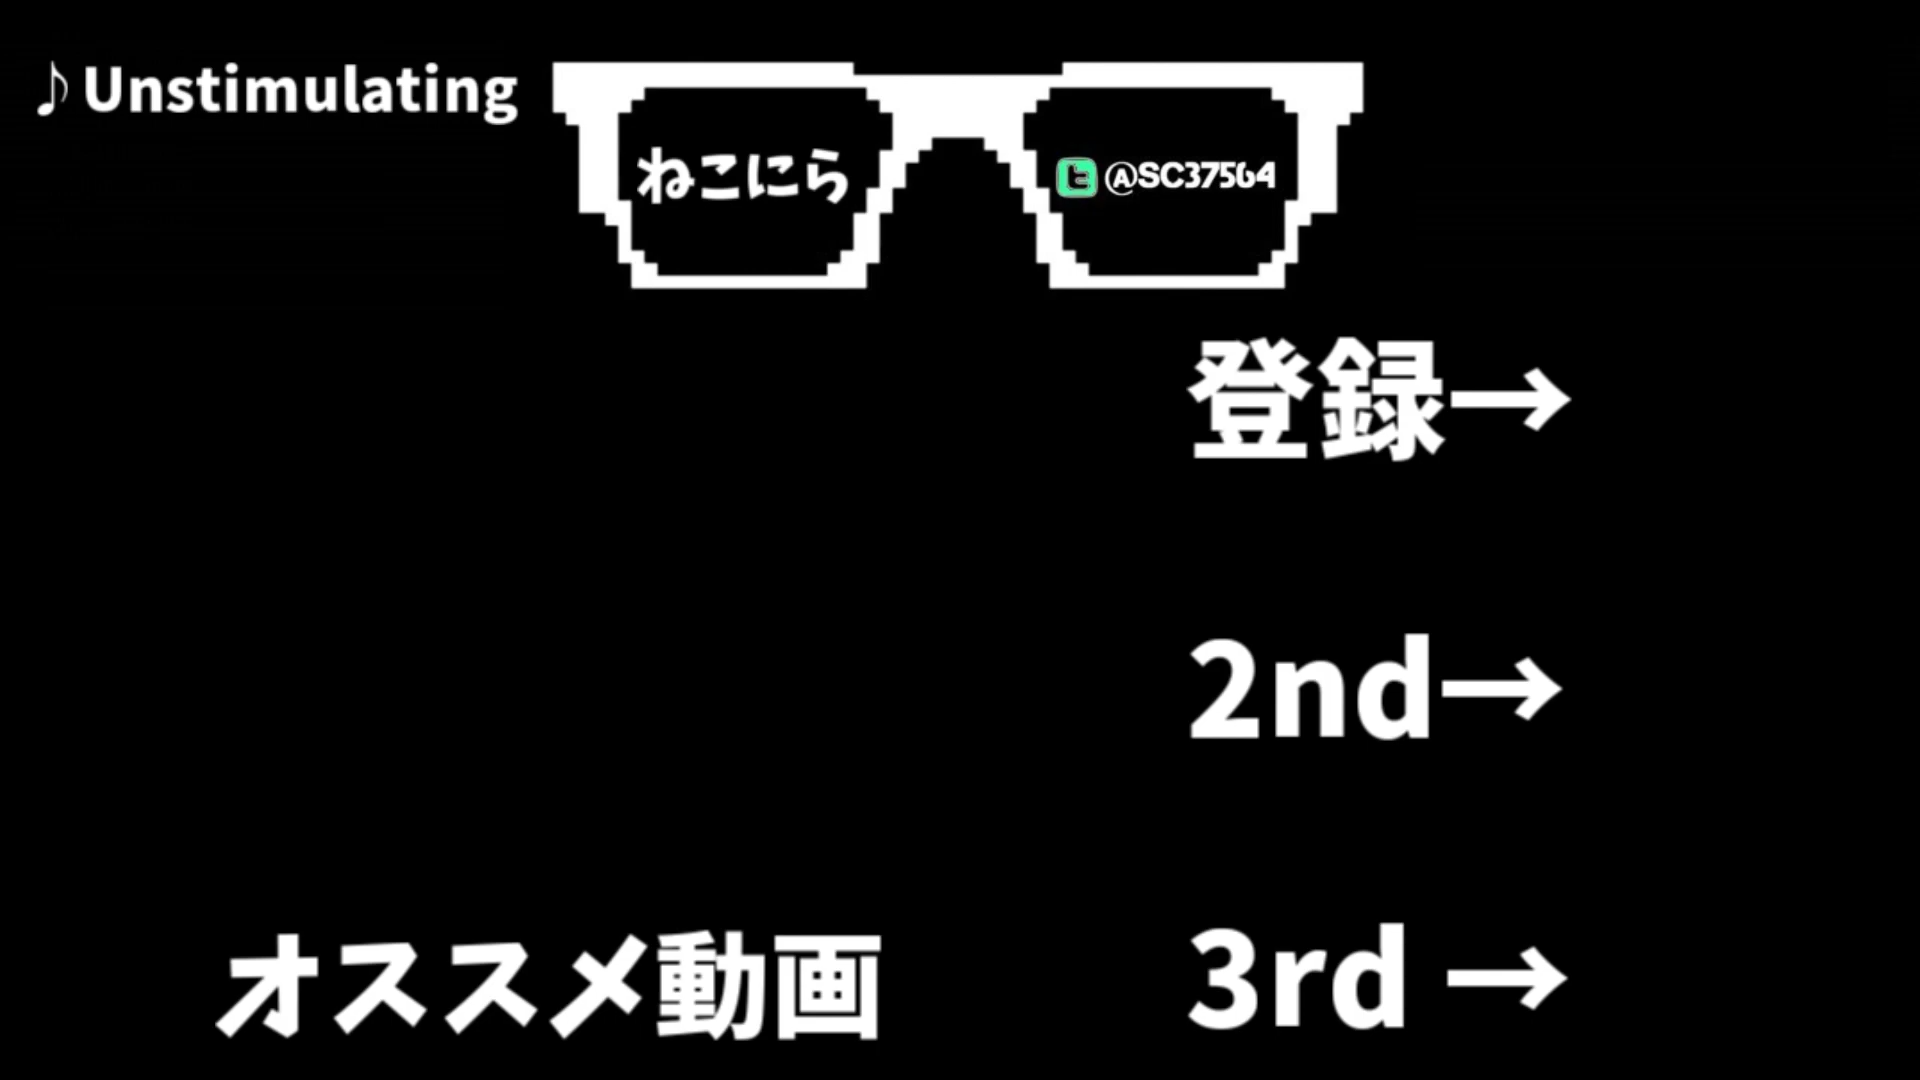 ♪Unstimulating
ねこにら
@SC37564
登録→
2nd→
オススメ動画
3rd→